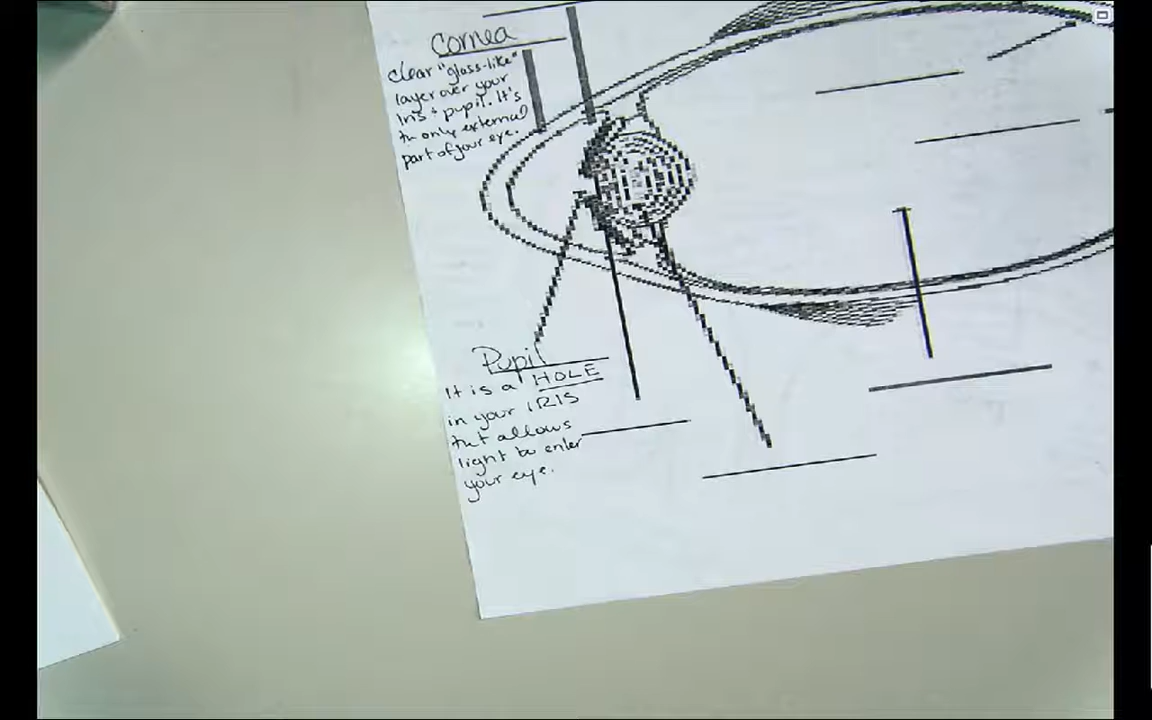 Cornea
clear "glass-like"
layer over your
iris + pupil. It's
th only external
part of your eye.
Pupil
It is a HOLE
in your IRIS
tht allows
light to enter
your eye.